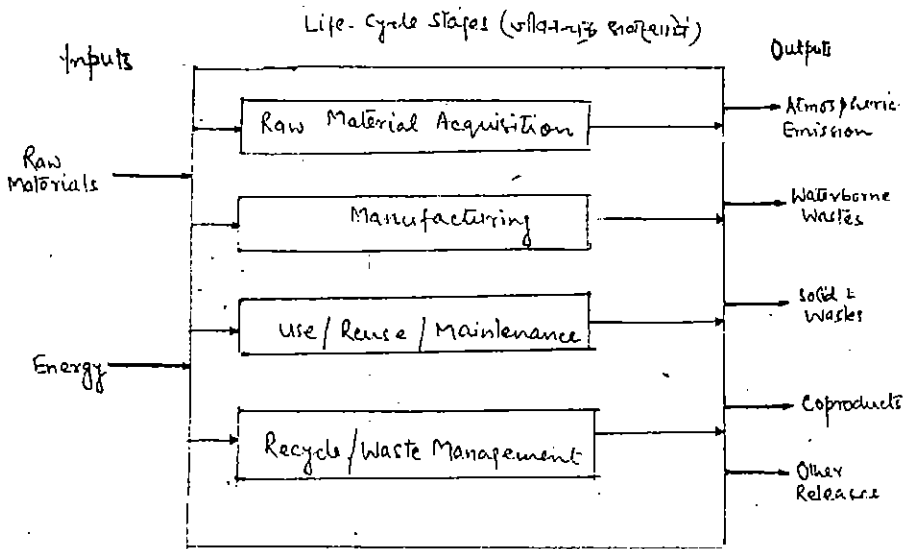 Life-Cycle Stages
Inputs
Outputs
Raw Material Acquisition
Atmospheric
Emission
Raw
Materials
Manufacturing
Waterborne
Wastes
Use/Reuse/Maintenance
Solid
Wastes
Energy
Coproducts
Recycle/Waste Management
Other
Releases